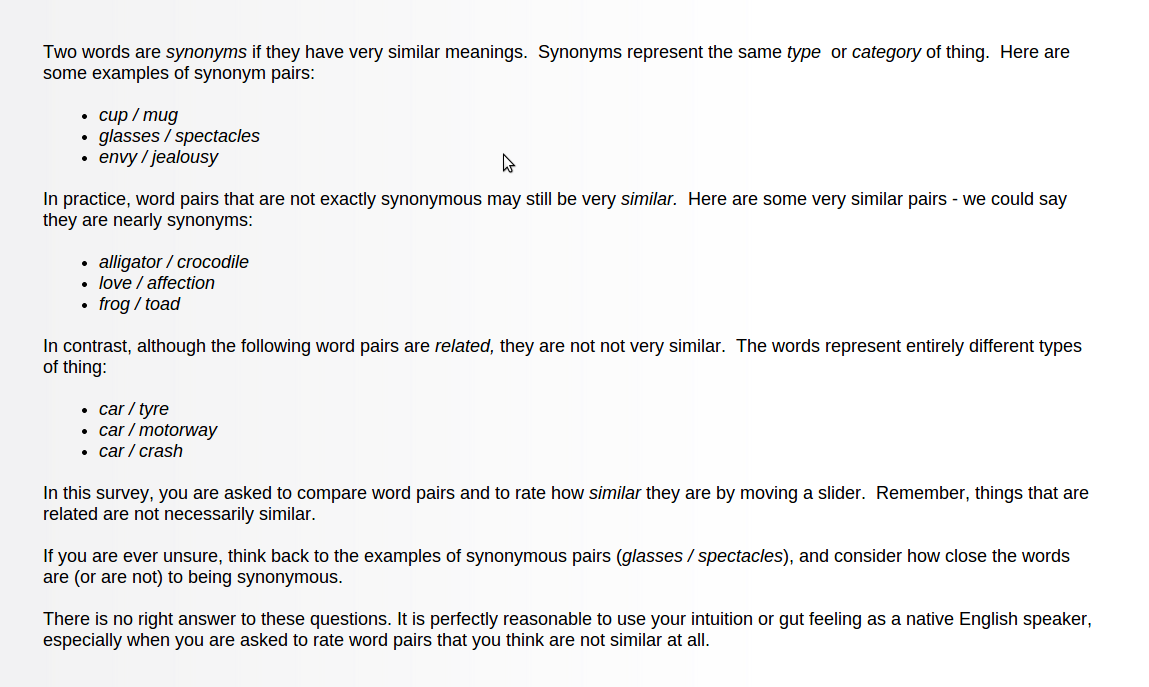 Two words are synonyms if they have very similar meanings.  Synonyms represent the same type  or category of thing.  Here are
some examples of synonym pairs:
• cup / mug
• glasses / spectacles
• envy / jealousy
In practice, word pairs that are not exactly synonymous may still be very similar.  Here are some very similar pairs - we could say
they are nearly synonyms:
• alligator / crocodile
• love / affection
• frog / toad
In contrast, although the following word pairs are related, they are not not very similar.  The words represent entirely different types
of thing:
• car / tyre
• car / motorway
• car / crash
In this survey, you are asked to compare word pairs and to rate how similar they are by moving a slider.  Remember, things that are
related are not necessarily similar.
If you are ever unsure, think back to the examples of synonymous pairs (glasses / spectacles), and consider how close the words
are (or are not) to being synonymous.
There is no right answer to these questions. It is perfectly reasonable to use your intuition or gut feeling as a native English speaker,
especially when you are asked to rate word pairs that you think are not similar at all.